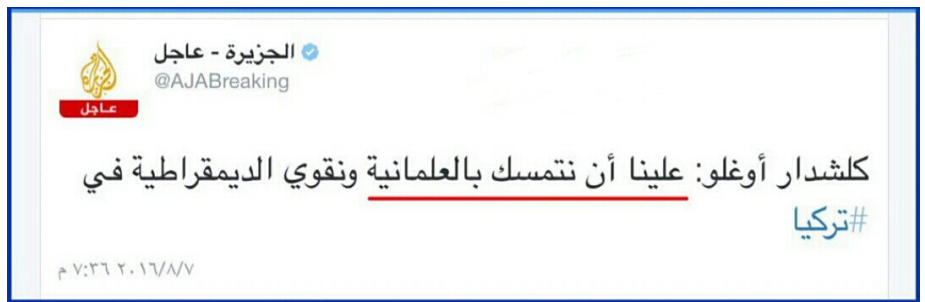 الجزيرة - عاجل
@AJABreaking
عاجل
كلشدار أوغلو: علينا أن نتمسك بالعلمانية ونقوي الديمقراطية في
#تركيا
٧:٣٦ ٢٠١٦/٨/٧ م